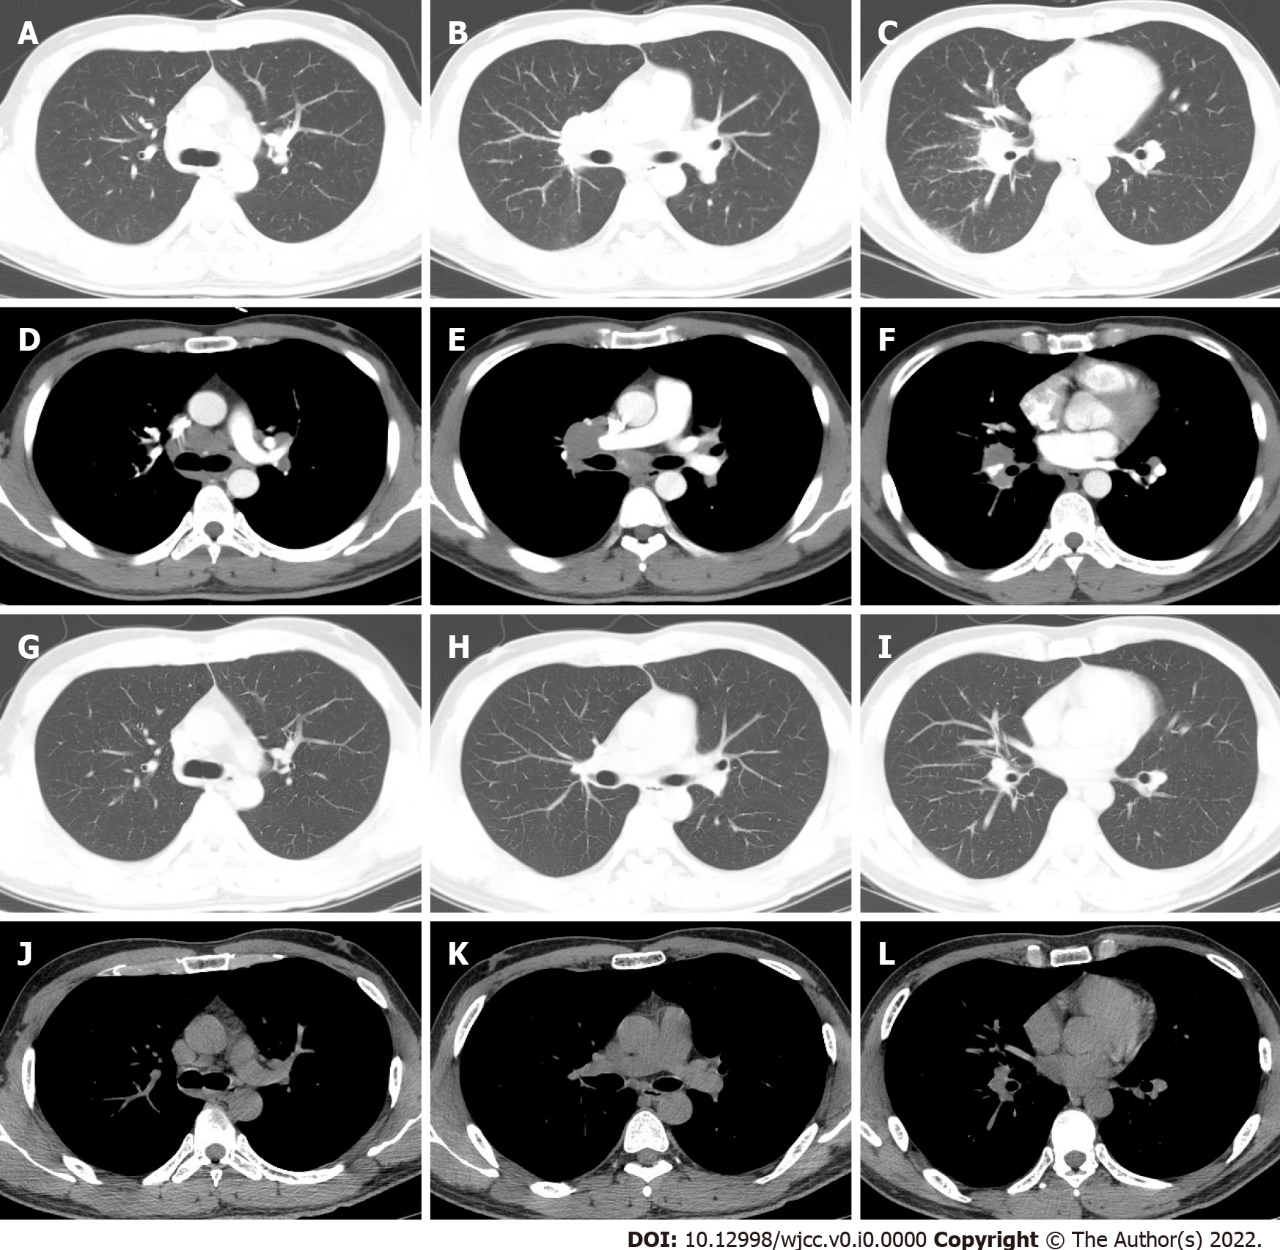 A
B
C
D
E
F
G
H
I
J
K
L
DOI: 10.12998/wjcc.v0.i0.0000 Copyright © The Author(s) 2022.